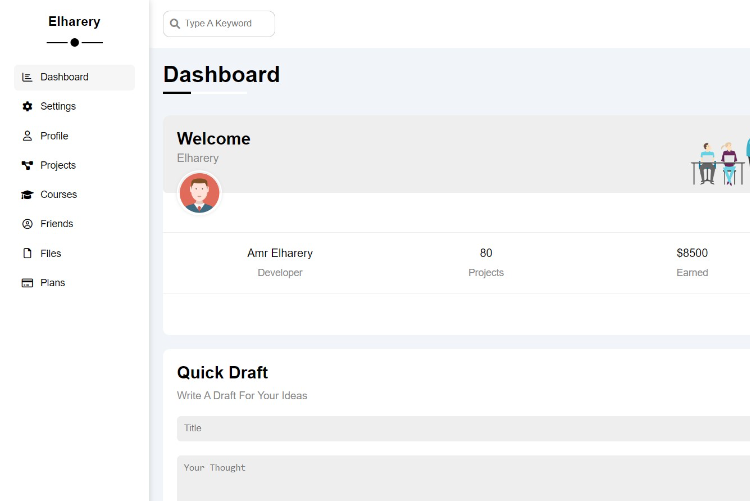 Elharery
Dashboard
Settings
Profile
Projects
Courses
Friends
FIles
Plans
Type A Keyword
Dashboard
Welcome
Elharery
Amr Elharery
Developer
80
Projects
$8500
Earned
Quick Draft
Write A Draft For Your Ideas
Title
Your Thought